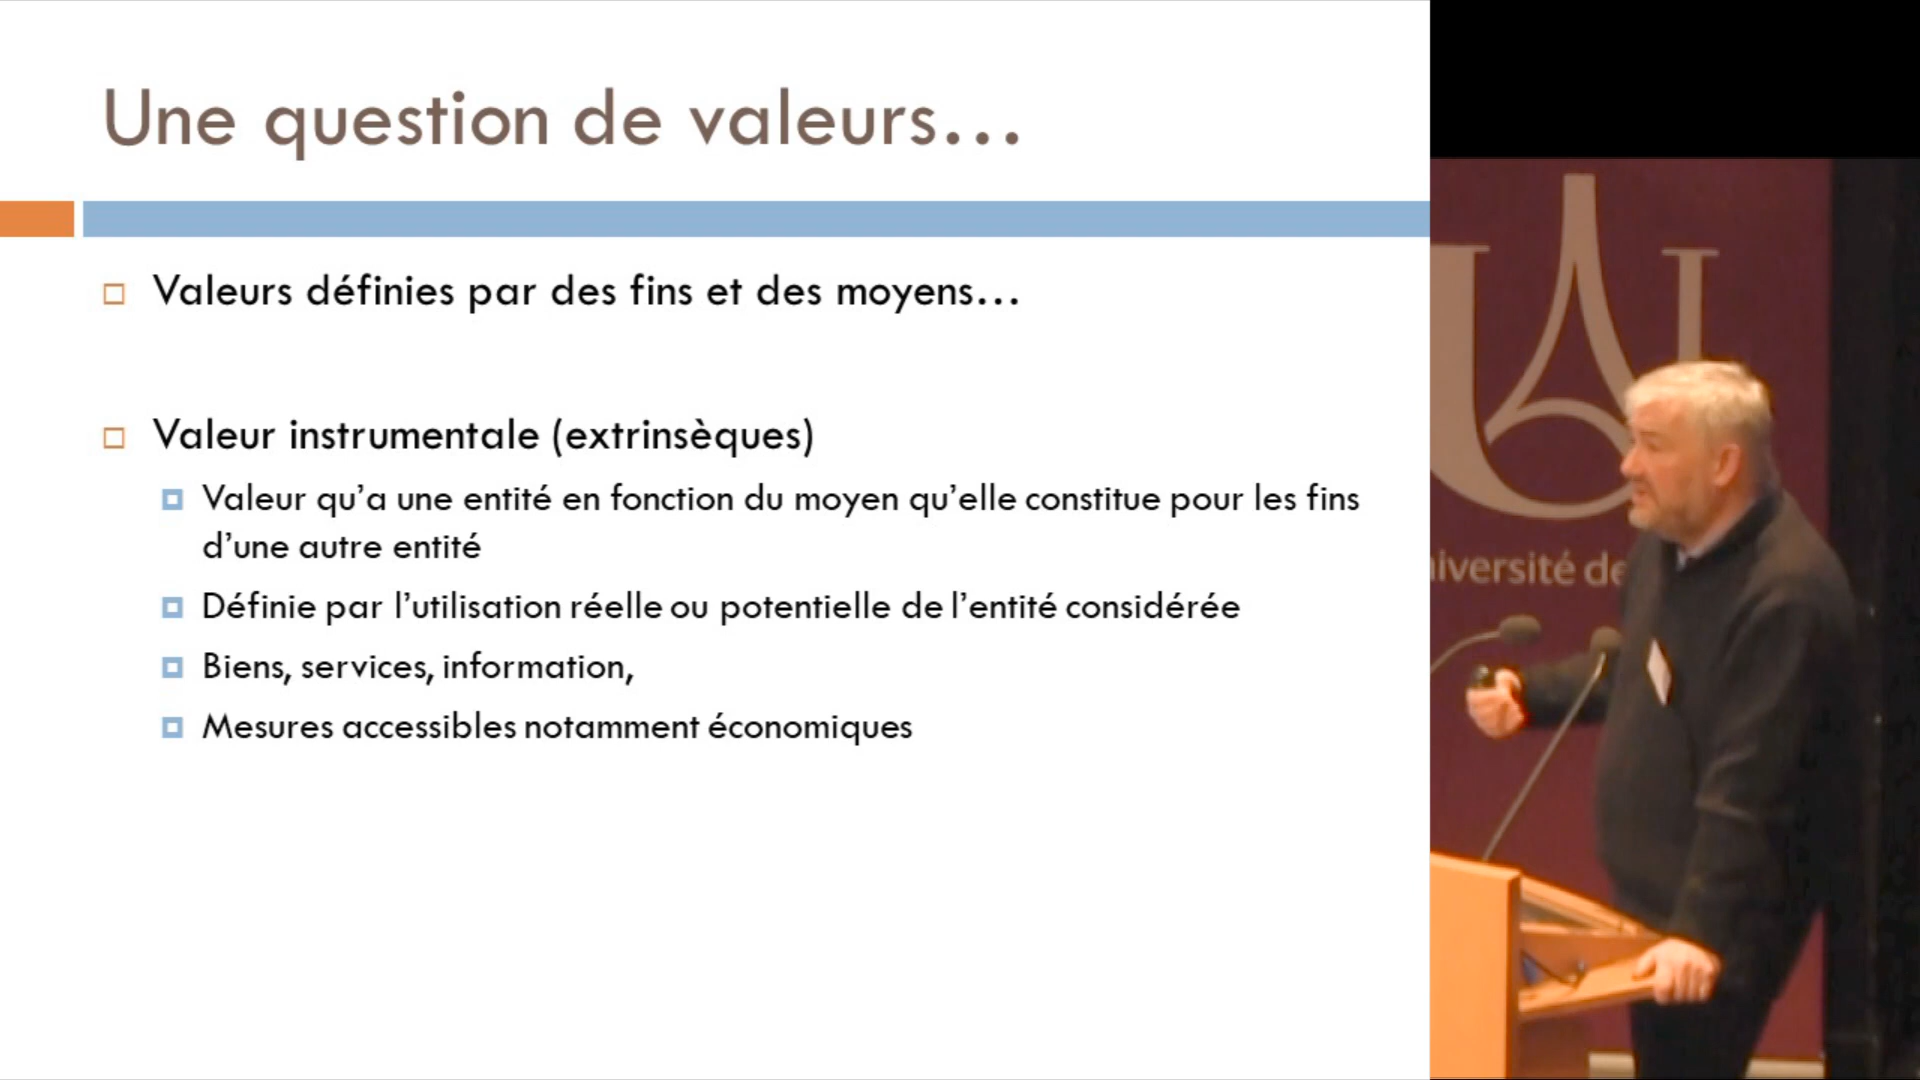 Une question de valeurs...
Valeurs définies par des fins et des moyens...
Valeur instrumentale (extrinsèques)
Valeur qu'a une entité en fonction du moyen qu'elle constitue pour les fins
d'une autre entité
Définie par l'utilisation réelle ou potentielle de l'entité considérée
Biens, services, information,
Mesures accessibles notamment économiques
iversité de